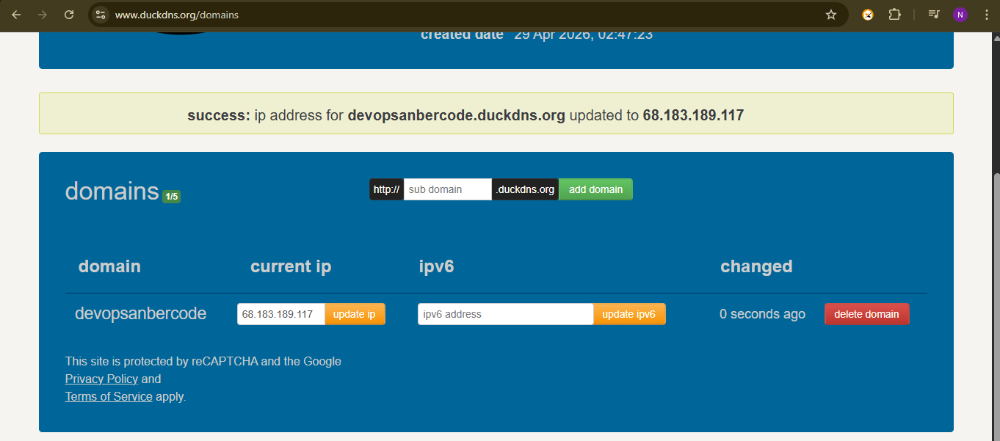 www.duckdns.org/domains
N
created date 29 Apr 2026, 02:47:23
success: ip address for devopsanbercode.duckdns.org updated to 68.183.189.117
domains 1/5 http:// sub domain .duckdns.org add domain
domain current ip ipv6 changed
devopsanbercode 68.183.189.117 update ip ipv6 address update ipv6 0 seconds ago delete domain
This site is protected by reCAPTCHA and the Google
Privacy Policy and
Terms of Service apply.